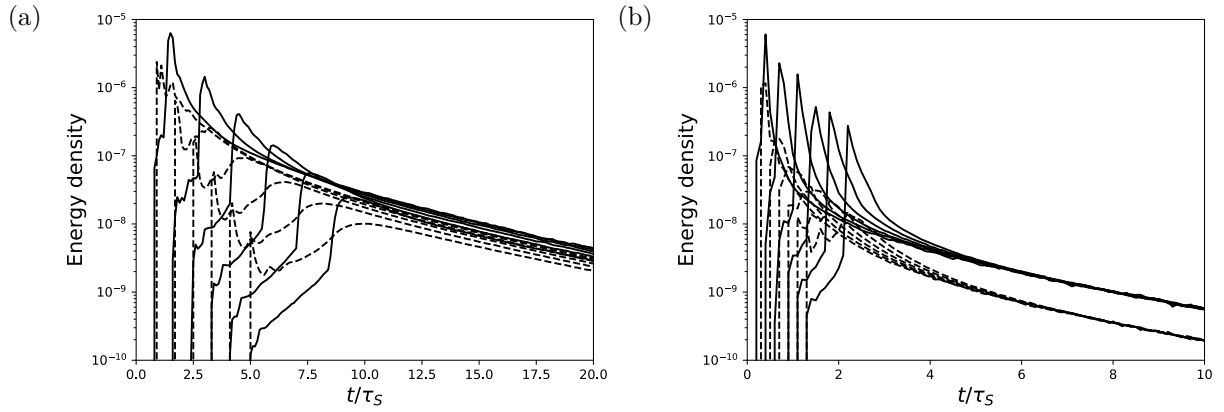 (a)
10⁻⁵
10⁻⁶
10⁻⁷
10⁻⁸
10⁻⁹
10⁻¹⁰
Energy density
0.0 2.5 5.0 7.5 10.0 12.5 15.0 17.5 20.0
t/τ_S
(b)
10⁻⁵
10⁻⁶
10⁻⁷
10⁻⁸
10⁻⁹
10⁻¹⁰
Energy density
0 2 4 6 8 10
t/τ_S